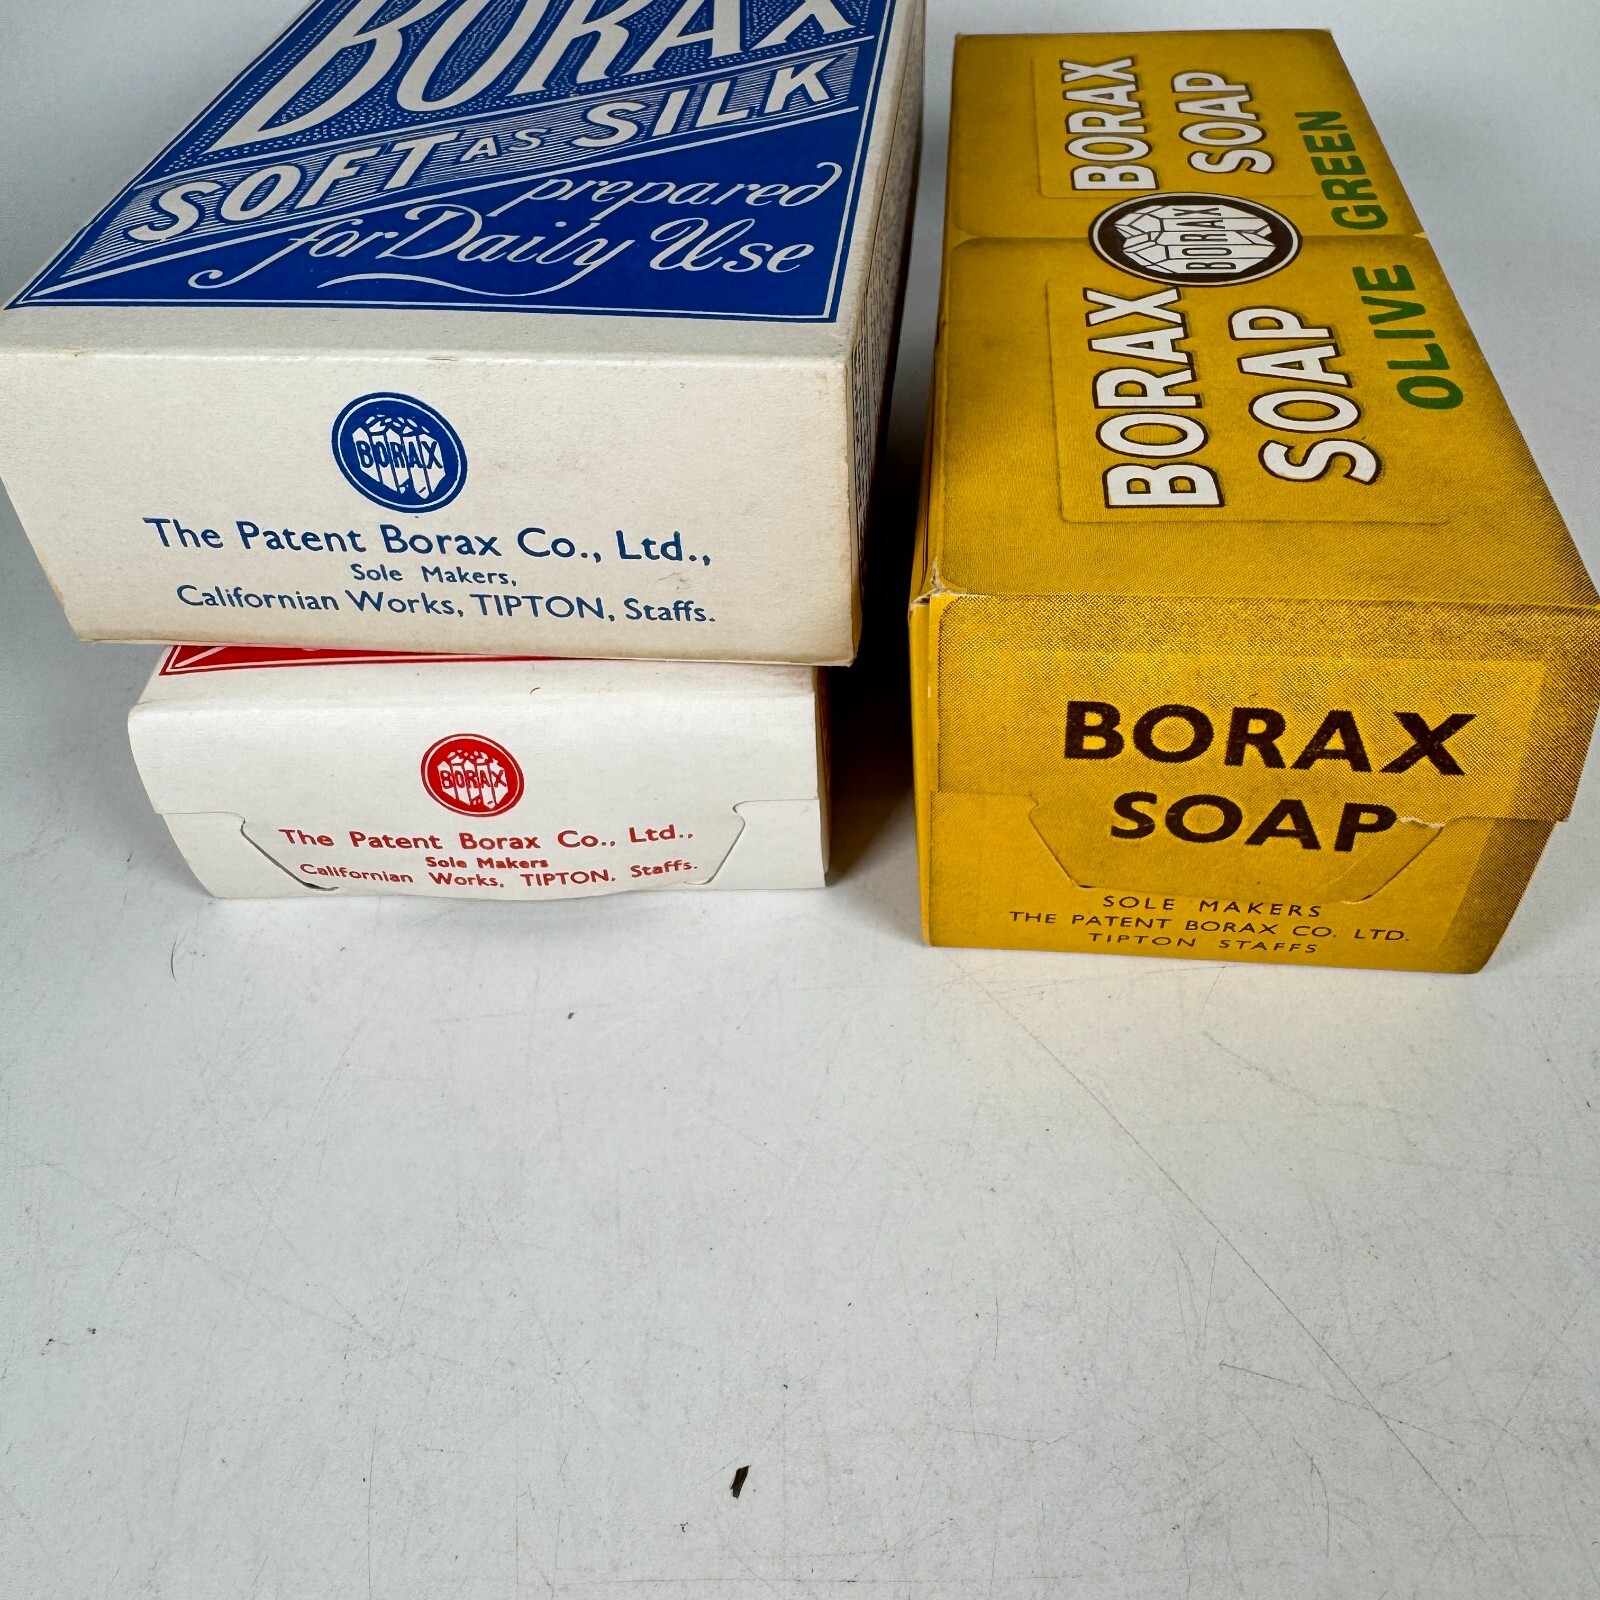 BORAX
SOFT AS SILK
prepared
for Daily Use
BORAX
The Patent Borax Co., Ltd.,
Sole Makers,
Californian Works, TIPTON, Staffs.
BORAX
The Patent Borax Co., Ltd.,
Sole Makers
Californian Works, TIPTON, Staffs.
BORAX
SOAP
BORAX
BORAX
SOAP
OLIVE GREEN
BORAX
SOAP
SOLE MAKERS
THE PATENT BORAX CO. LTD.
TIPTON STAFFS